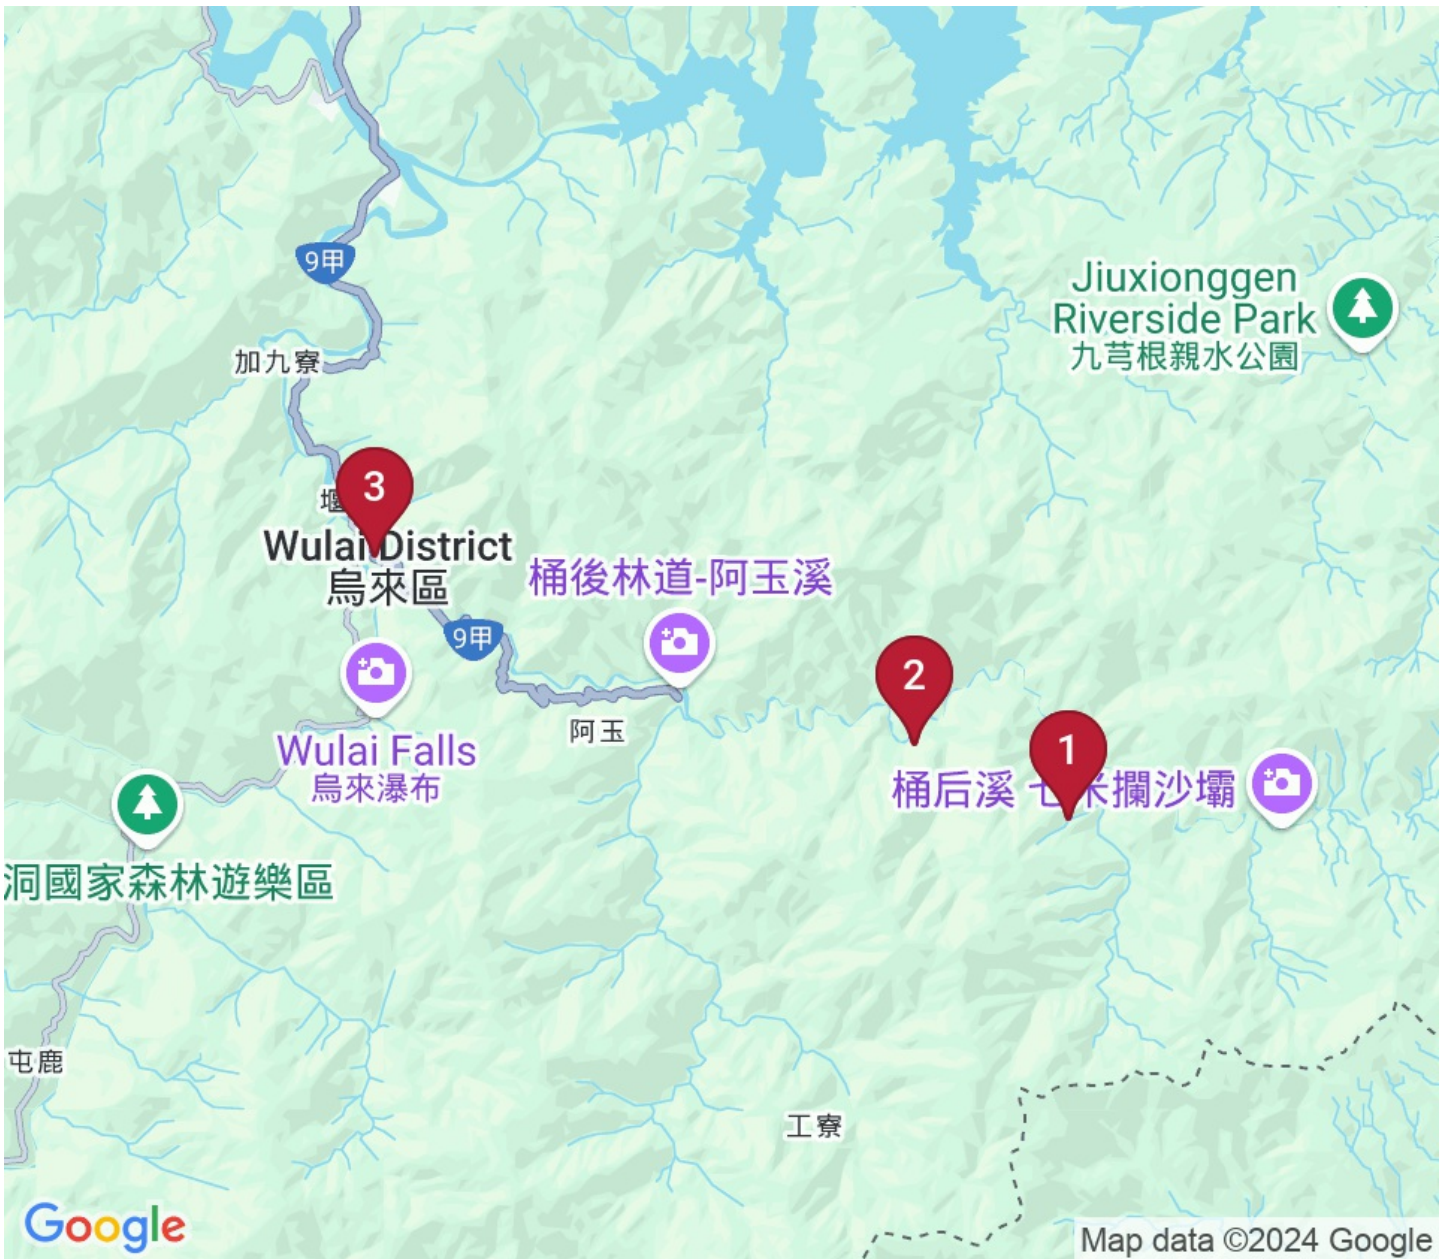 9甲
Jiuxionggen
Riverside Park
九芎根親水公園
加九寮
3
堰
Wulai District
烏來區
桶後林道-阿玉溪
9甲
2
阿玉
1
Wulai Falls
烏來瀑布
桶后溪 七米攔沙壩
洞國家森林遊樂區
屯鹿
工寮
Google
Map data ©2024 Google